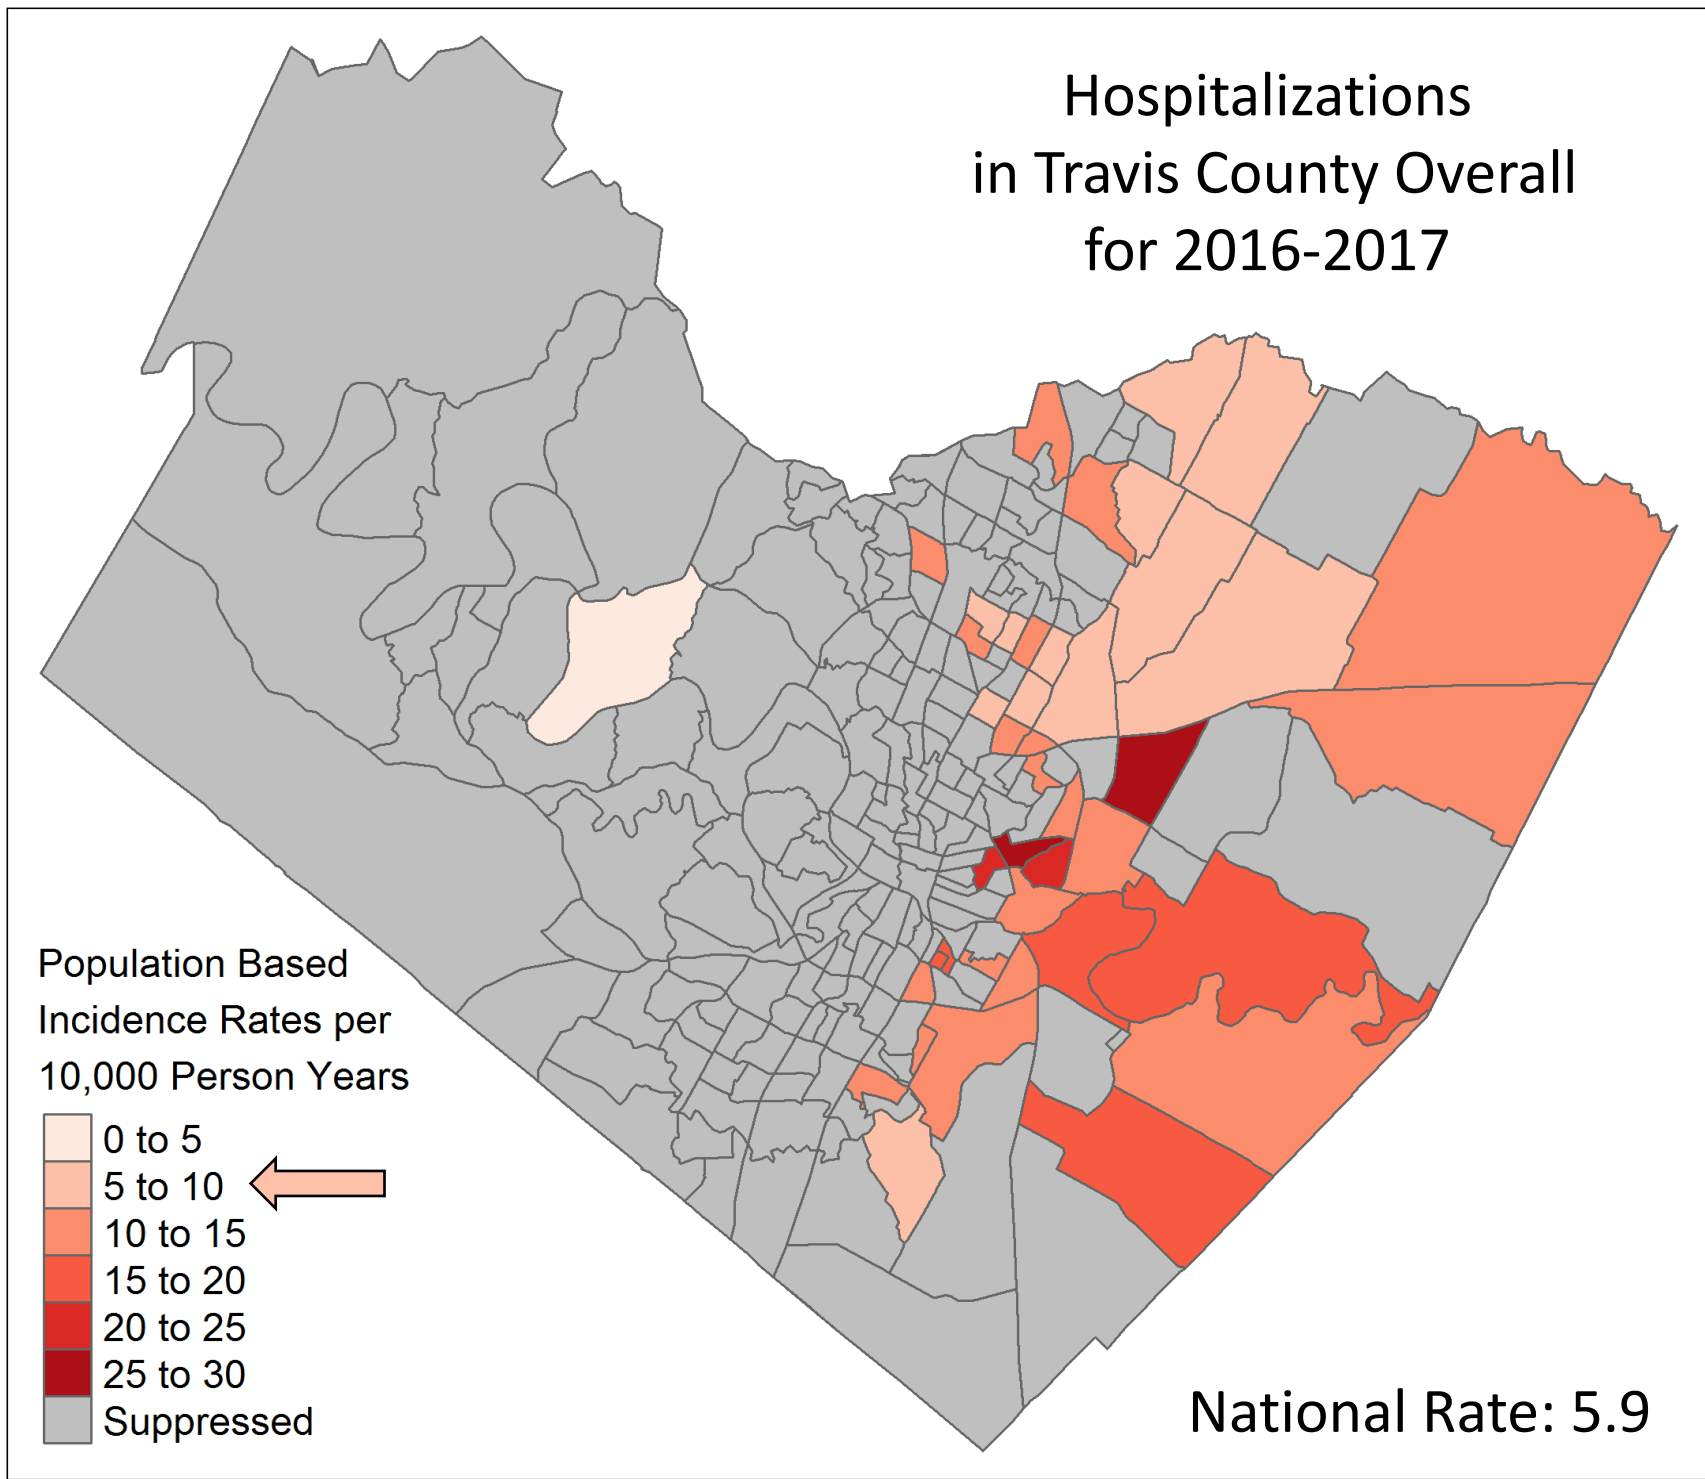 Hospitalizations
in Travis County Overall
for 2016-2017
Population Based
Incidence Rates per
10,000 Person Years
0 to 5
5 to 10
10 to 15
15 to 20
20 to 25
25 to 30
Suppressed
National Rate: 5.9